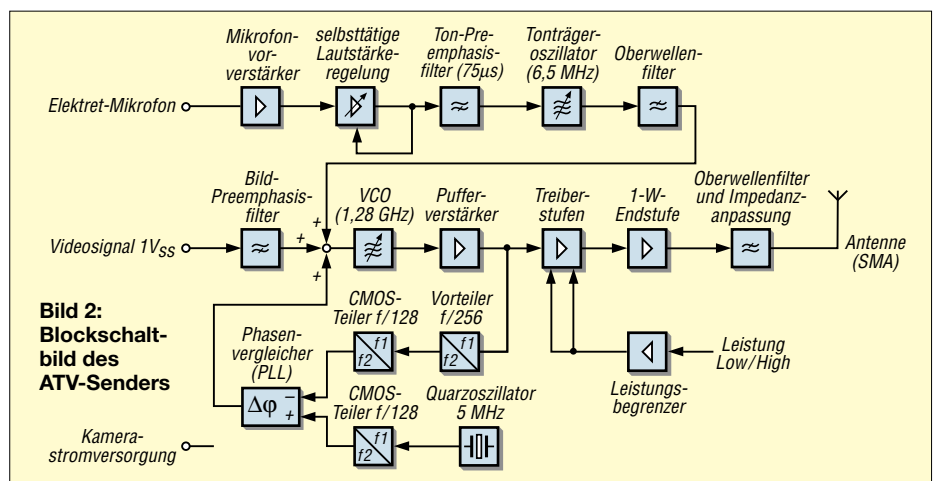 Mikrofon-
vor-
verstärker
selbsttätige
Lautstärke-
regelung
Ton-Pre-
emphasis-
filter (75µs)
Tonträger-
oszillator
(6,5 MHz)
Oberwellen-
filter
Elektret-Mikrofon
Bild-
Preemphasis-
filter
VCO
(1,28 GHz)
Puffer-
verstärker
Treiber-
stufen
1-W-
Endstufe
Oberwellenfilter
und Impedanz-
anpassung
Videosignal 1VSS
+
+
+
Antenne
(SMA)
Bild 2:
Blockschalt-
bild des
ATV-Senders
CMOS-
Teiler f/128
f1
f2
Vorteiler
f/256
f1
f2
Phasen-
vergleicher
(PLL)
Δφ
−
+
CMOS-
Teiler f/128
f1
f2
Quarzoszillator
5 MHz
Leistung
Low/High
Leistungs-
begrenzer
Kamera-
stromversorgung